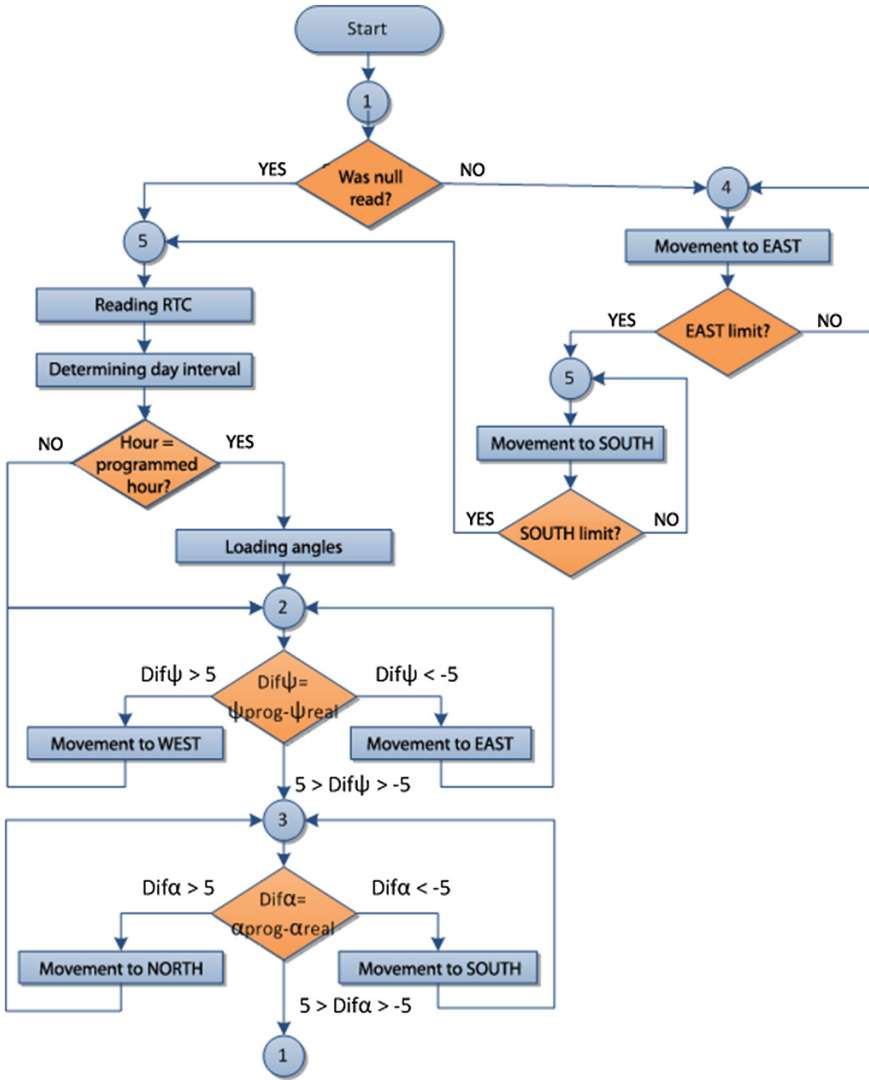 Start
1
Was null
read?
YES
NO
4
5
Movement to EAST
Reading RTC
EAST limit?
YES
NO
Determining day interval
5
Hour =
programmed
hour?
NO
YES
Movement to SOUTH
SOUTH limit?
YES
NO
Loading angles
2
Difψ > 5
Difψ < -5
Difψ=
ψprog-ψreal
Movement to WEST
Movement to EAST
5 > Difψ > -5
3
Difα > 5
Difα < -5
Difα=
αprog-αreal
Movement to NORTH
Movement to SOUTH
5 > Difα > -5
1